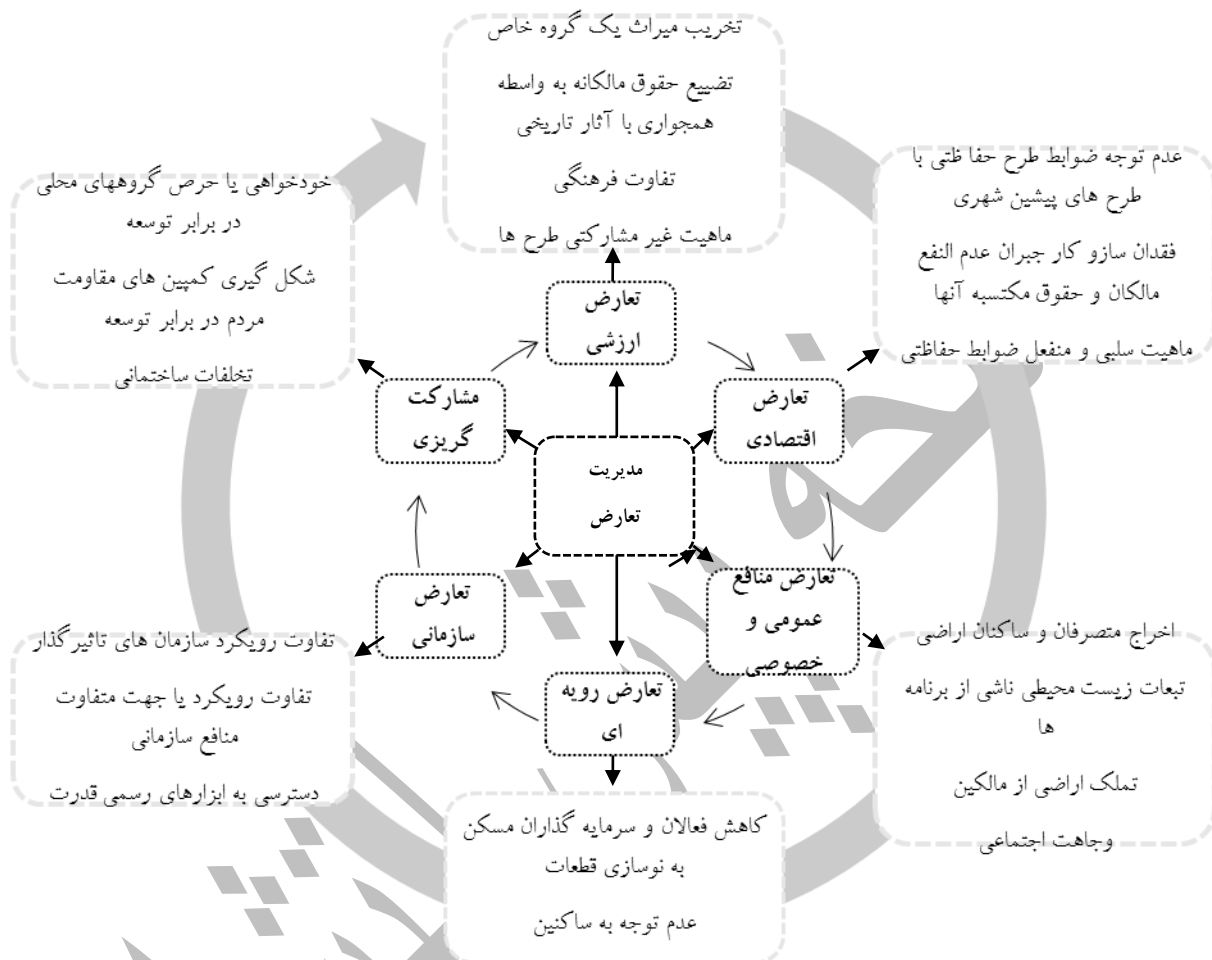 تخریب میراث یک گروه خاص
تضییع حقوق مالکانه به واسطه
همجواری با آثار تاریخی
تفاوت فرهنگی
ماهیت غیر مشارکتی طرح ها
عدم توجه ضوابط طرح حفا ظتی با
طرح های پیشین شهری
فقدان سازو کار جبران عدم النفع
مالکان و حقوق مکتسبه آنها
ماهیت سلبی و منفعل ضوابط حفاظتی
خودخواهی یا حرص گروههای محلی
در برابر توسعه
شکل گیری کمپین های مقاومت
مردم در برابر توسعه
تخلفات ساختمانی
تعارض
ارزشی
تعارض
اقتصادی
مشارکت
گریزی
مدیریت
تعارض
تعارض منافع
عمومی و
خصوصی
تعارض
سازمانی
تعارض رویه
ای
اخراج متصرفان و ساکنان اراضی
تبعات زیست محیطی ناشی از برنامه
ها
تملک اراضی از مالکین
وجاهت اجتماعی
تفاوت رویکرد سازمان های تاثیرگذار
تفاوت رویکرد یا جهت متفاوت
منافع سازمانی
دسترسی به ابزارهای رسمی قدرت
کاهش فعالان و سرمایه گذاران مسکن
به نوسازی قطعات
عدم توجه به ساکنین